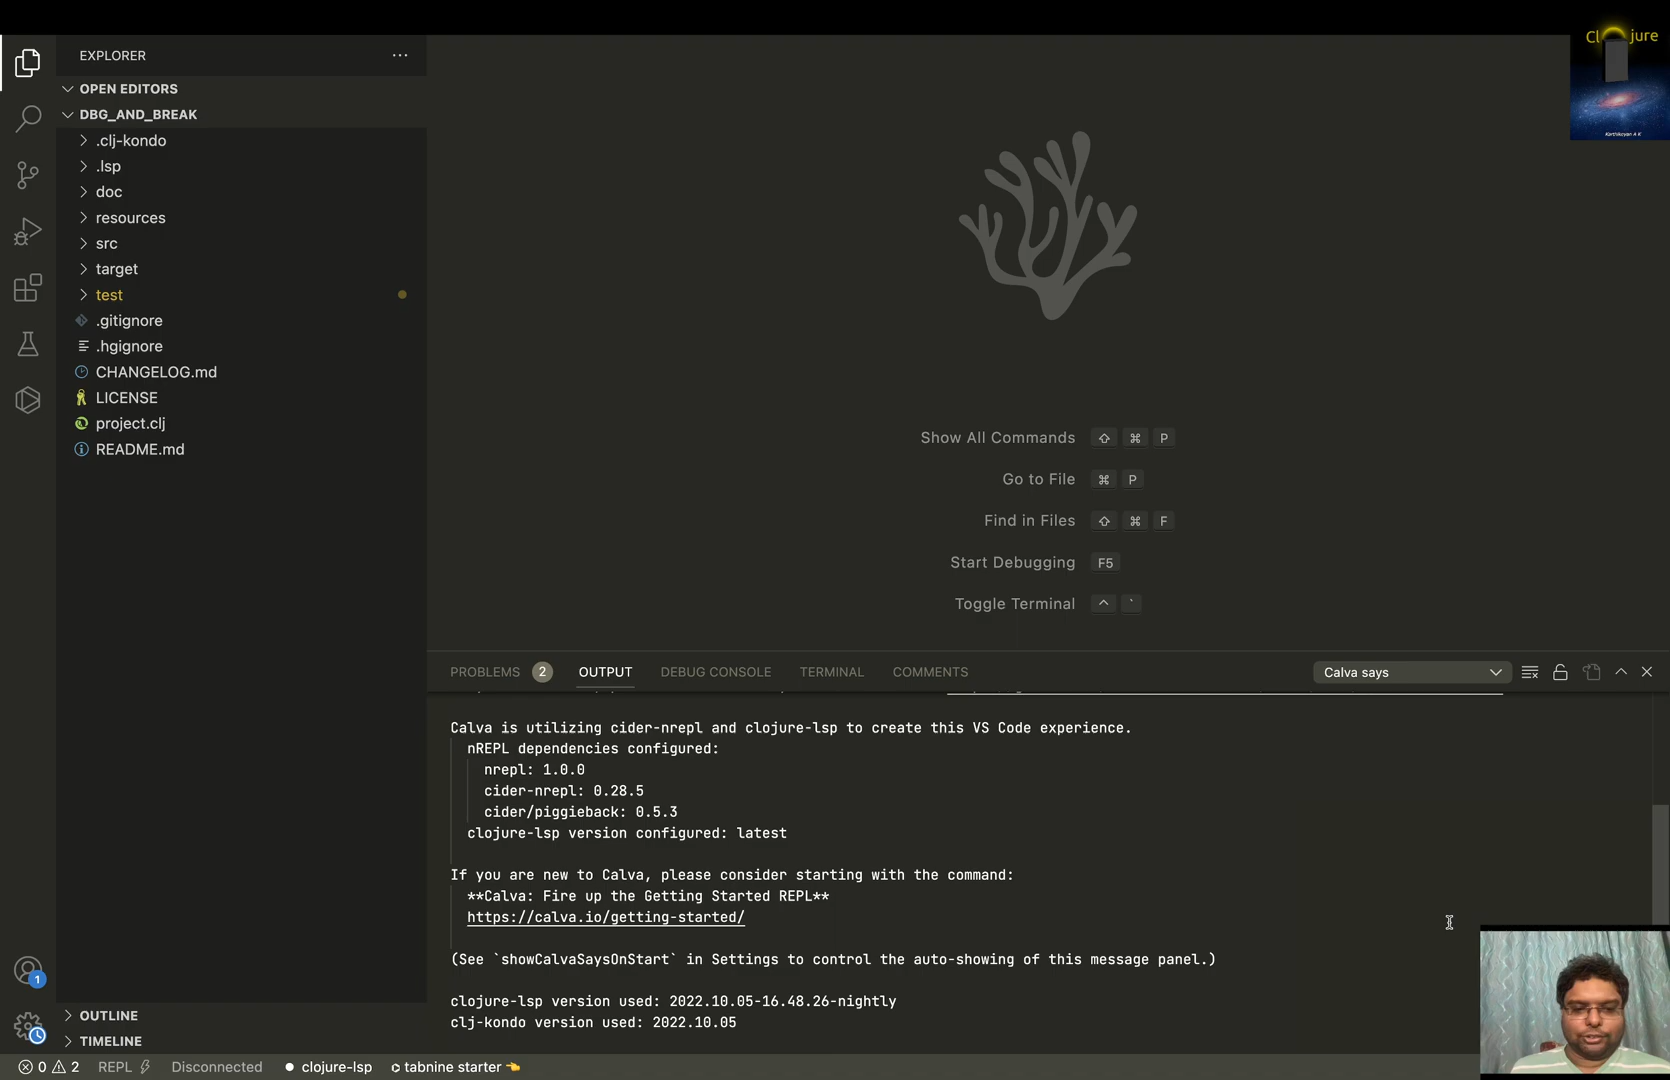 EXPLORER
OPEN EDITORS
DBG_AND_BREAK
.clj-kondo
.lsp
doc
resources
src
target
test
.gitignore
.hgignore
CHANGELOG.md
LICENSE
project.clj
README.md
OUTLINE
TIMELINE
Clojure
Karthikeyan A K
Show All Commands ⇧ ⌘ P
Go to File ⌘ P
Find in Files ⇧ ⌘ F
Start Debugging F5
Toggle Terminal ^ `
PROBLEMS 2 OUTPUT DEBUG CONSOLE TERMINAL COMMENTS Calva says
Calva is utilizing cider-nrepl and clojure-lsp to create this VS Code experience.
nREPL dependencies configured:
nrepl: 1.0.0
cider-nrepl: 0.28.5
cider/piggieback: 0.5.3
clojure-lsp version configured: latest
If you are new to Calva, please consider starting with the command:
**Calva: Fire up the Getting Started REPL**
https://calva.io/getting-started/
(See `showCalvaSaysOnStart` in Settings to control the auto-showing of this message panel.)
clojure-lsp version used: 2022.10.05-16.48.26-nightly
clj-kondo version used: 2022.10.05
1
0 2 REPL Disconnected clojure-lsp tabnine starter